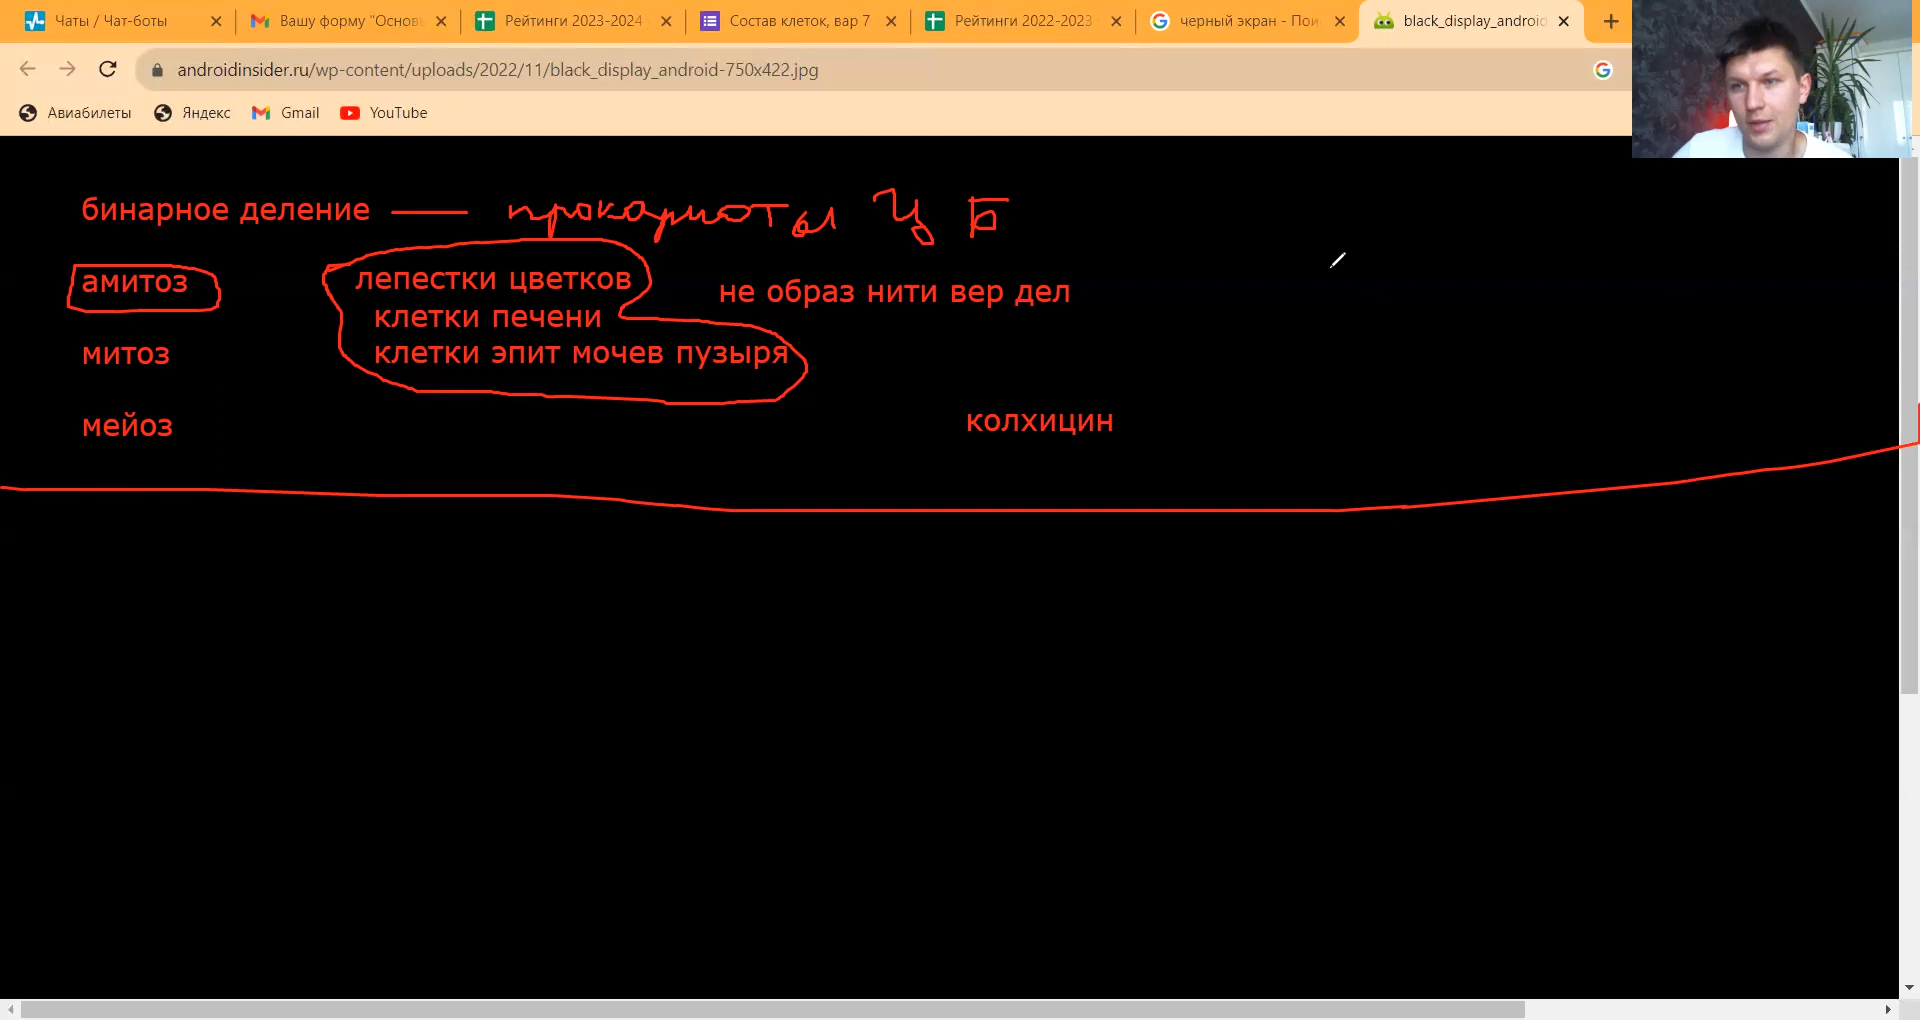 Чаты / Чат-боты
Вашу форму "Основы
Рейтинги 2023-2024
Состав клеток, вар 7
Рейтинги 2022-2023
черный экран - Пои
black_display_android
androidinsider.ru/wp-content/uploads/2022/11/black_display_android-750x422.jpg
Авиабилеты Яндекс Gmail YouTube
бинарное деление — прокариоты Ц Б
амитоз лепестки цветков не образ нити вер дел
клетки печени
митоз клетки эпит мочев пузыря
мейоз колхицин